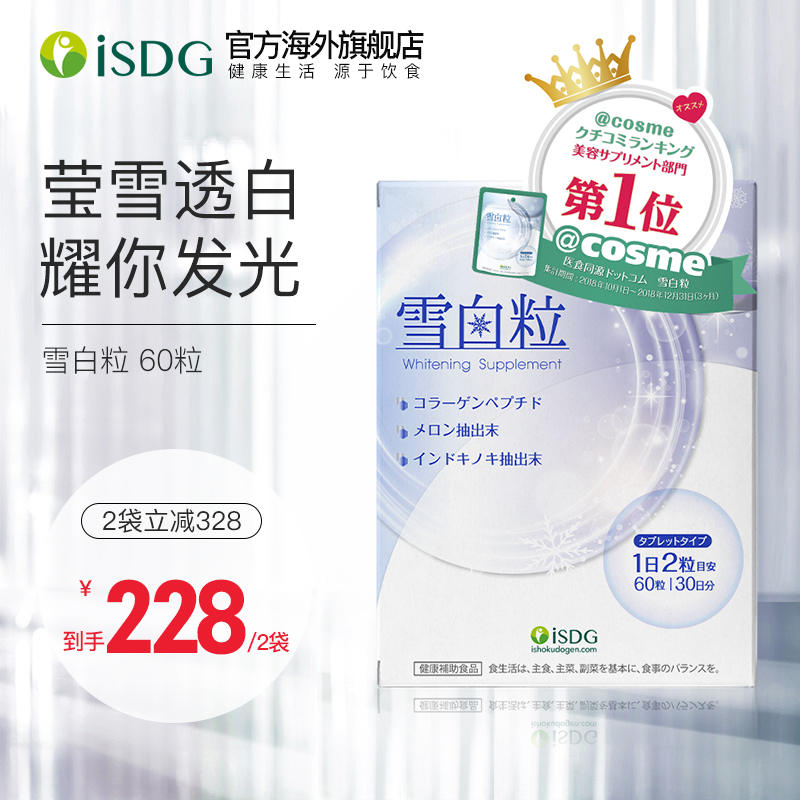 iSDG 官方海外旗舰店
健康生活 源于饮食
莹雪透白
耀你发光
雪白粒 60粒
2袋立减328
¥
到手228/2袋
オススメ
@cosme
クチコミランキング
美容サプリメント部門
第1位
@cosme
医食同源ドットコム 雪白粒
集計期間:2018年10月1日~2018年12月31日(3ヶ月)
雪白粒
雪白粒
Whitening Supplement
コラーゲンペプチド
メロン抽出末
インドキノキ抽出末
タブレットタイプ
1日2粒目安
60粒|30日分
iSDG
ishokudogen.com
健康補助食品 食生活は、主食、主菜、副菜を基本に、食事のバランスを。